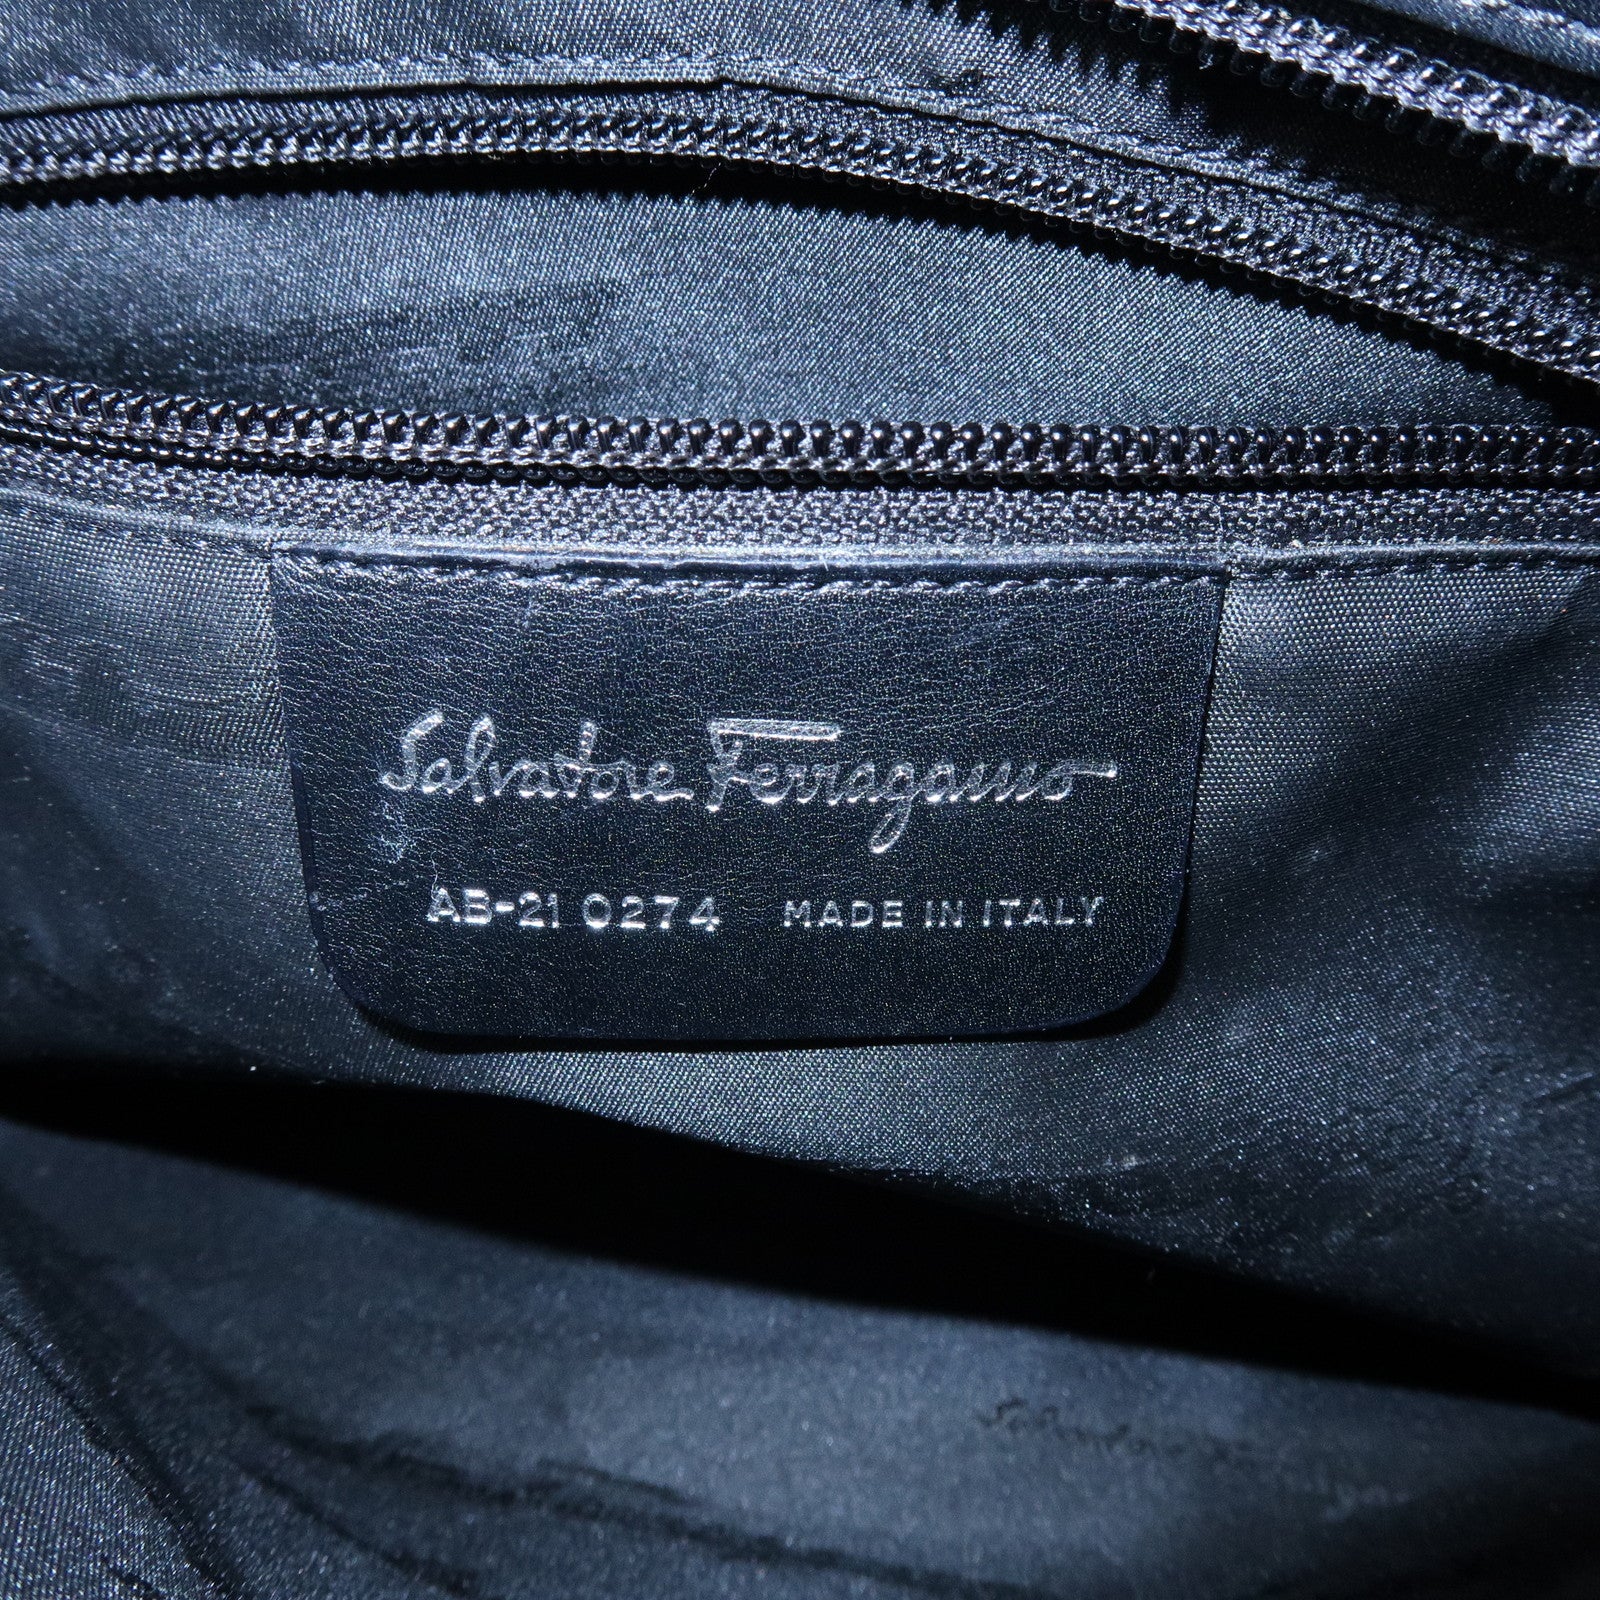 Salvatore Ferragamo
AB-21 0274 MADE IN ITALY